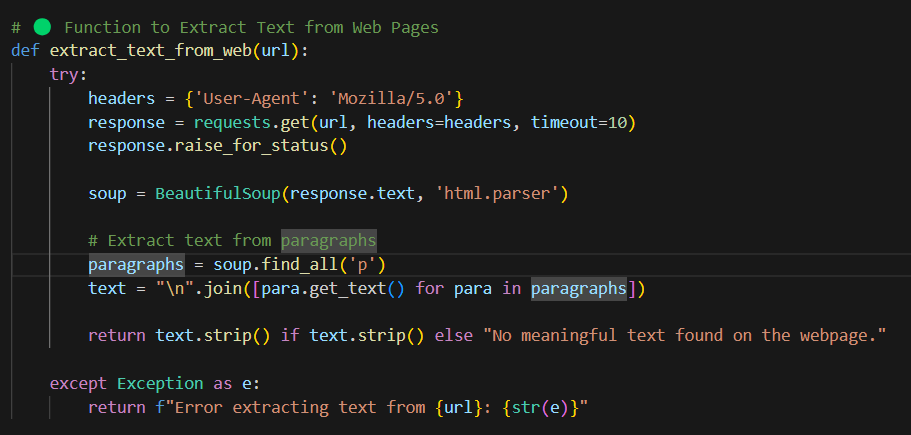 # 🟢 Function to Extract Text from Web Pages
def extract_text_from_web(url):
    try:
        headers = {'User-Agent': 'Mozilla/5.0'}
        response = requests.get(url, headers=headers, timeout=10)
        response.raise_for_status()

        soup = BeautifulSoup(response.text, 'html.parser')

        # Extract text from paragraphs
        paragraphs = soup.find_all('p')
        text = "\n".join([para.get_text() for para in paragraphs])

        return text.strip() if text.strip() else "No meaningful text found on the webpage."

    except Exception as e:
        return f"Error extracting text from {url}: {str(e)}"